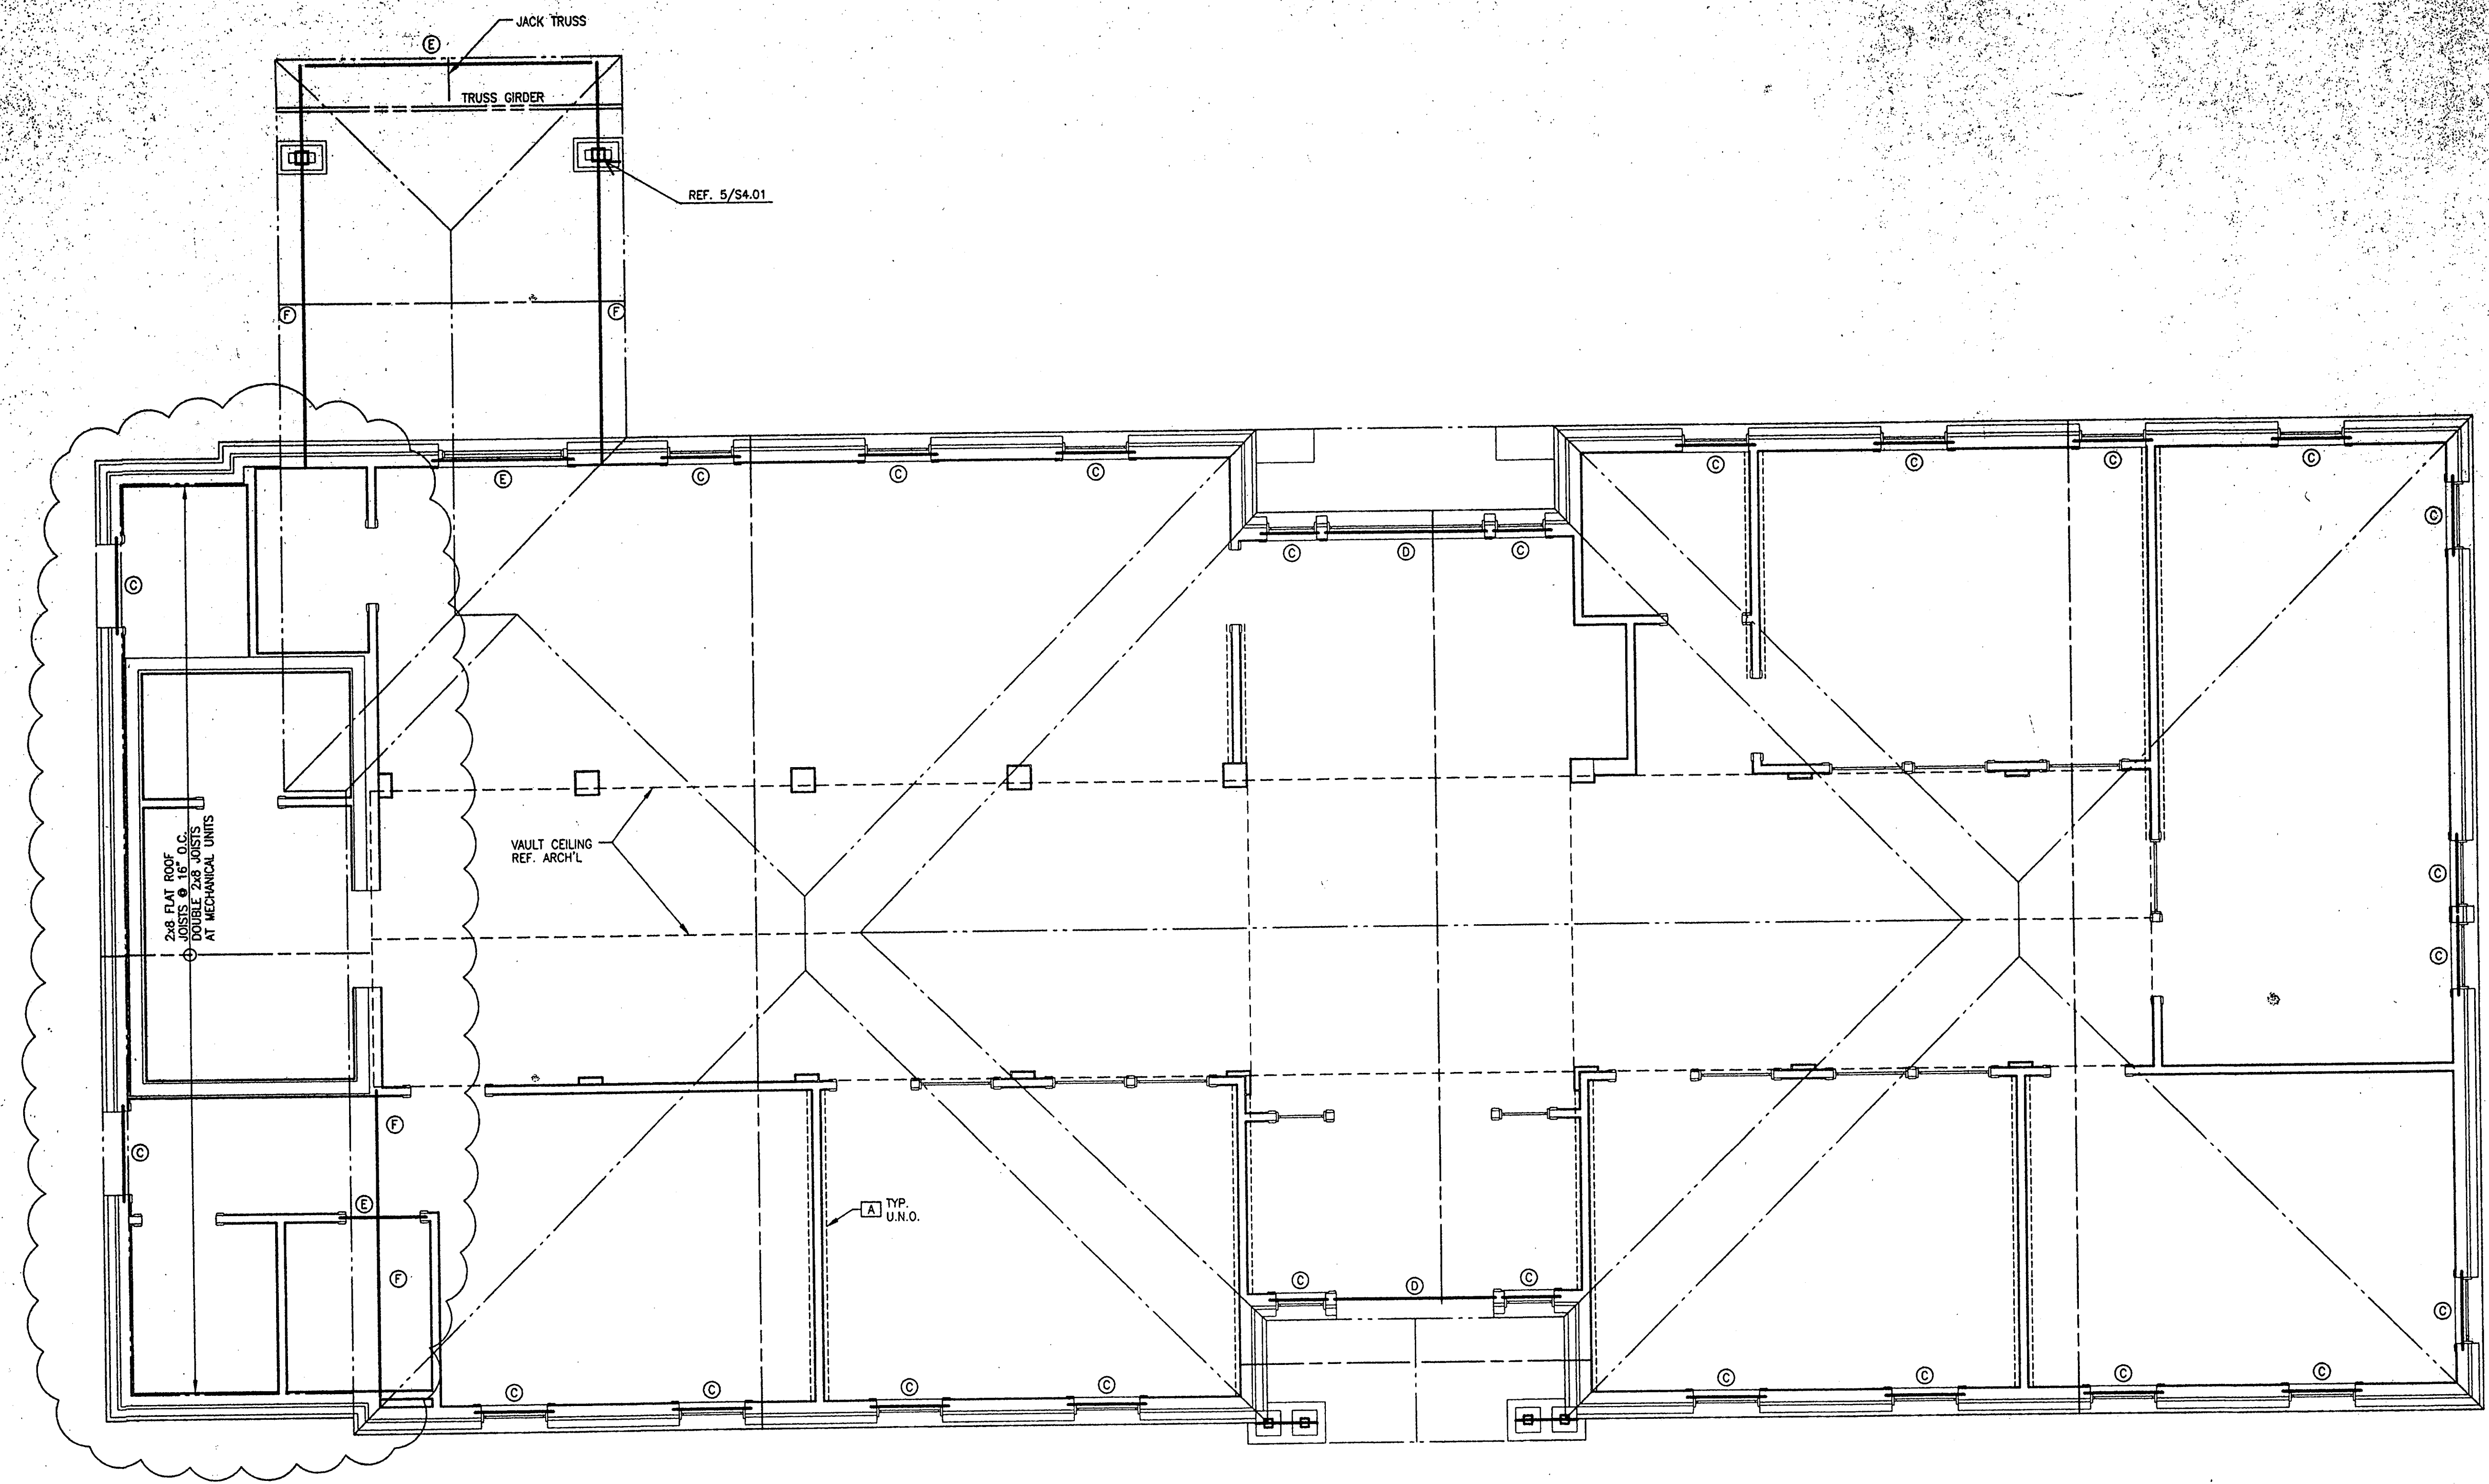 JACK TRUSS
E
TRUSS GIRDER
REF. 5/S4.01
F
F
E
C
C
C
C
C
C
C
C
C
D
C
C
2x8 FLAT ROOF
JOISTS @ 16" O.C.
DOUBLE 2x8 JOISTS
AT MECHANICAL UNITS
VAULT CEILING
REF. ARCH'L
C
C
F
C
E
A TYP.
U.N.O.
F
C
D
C
C
C
C
C
C
C
C
C
C